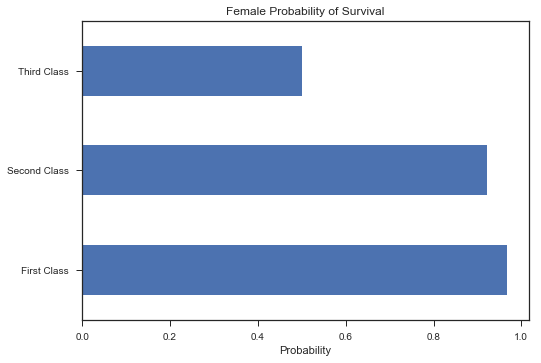 Female Probability of Survival
Third Class
Second Class
First Class
0.0 0.2 0.4 0.6 0.8 1.0
Probability